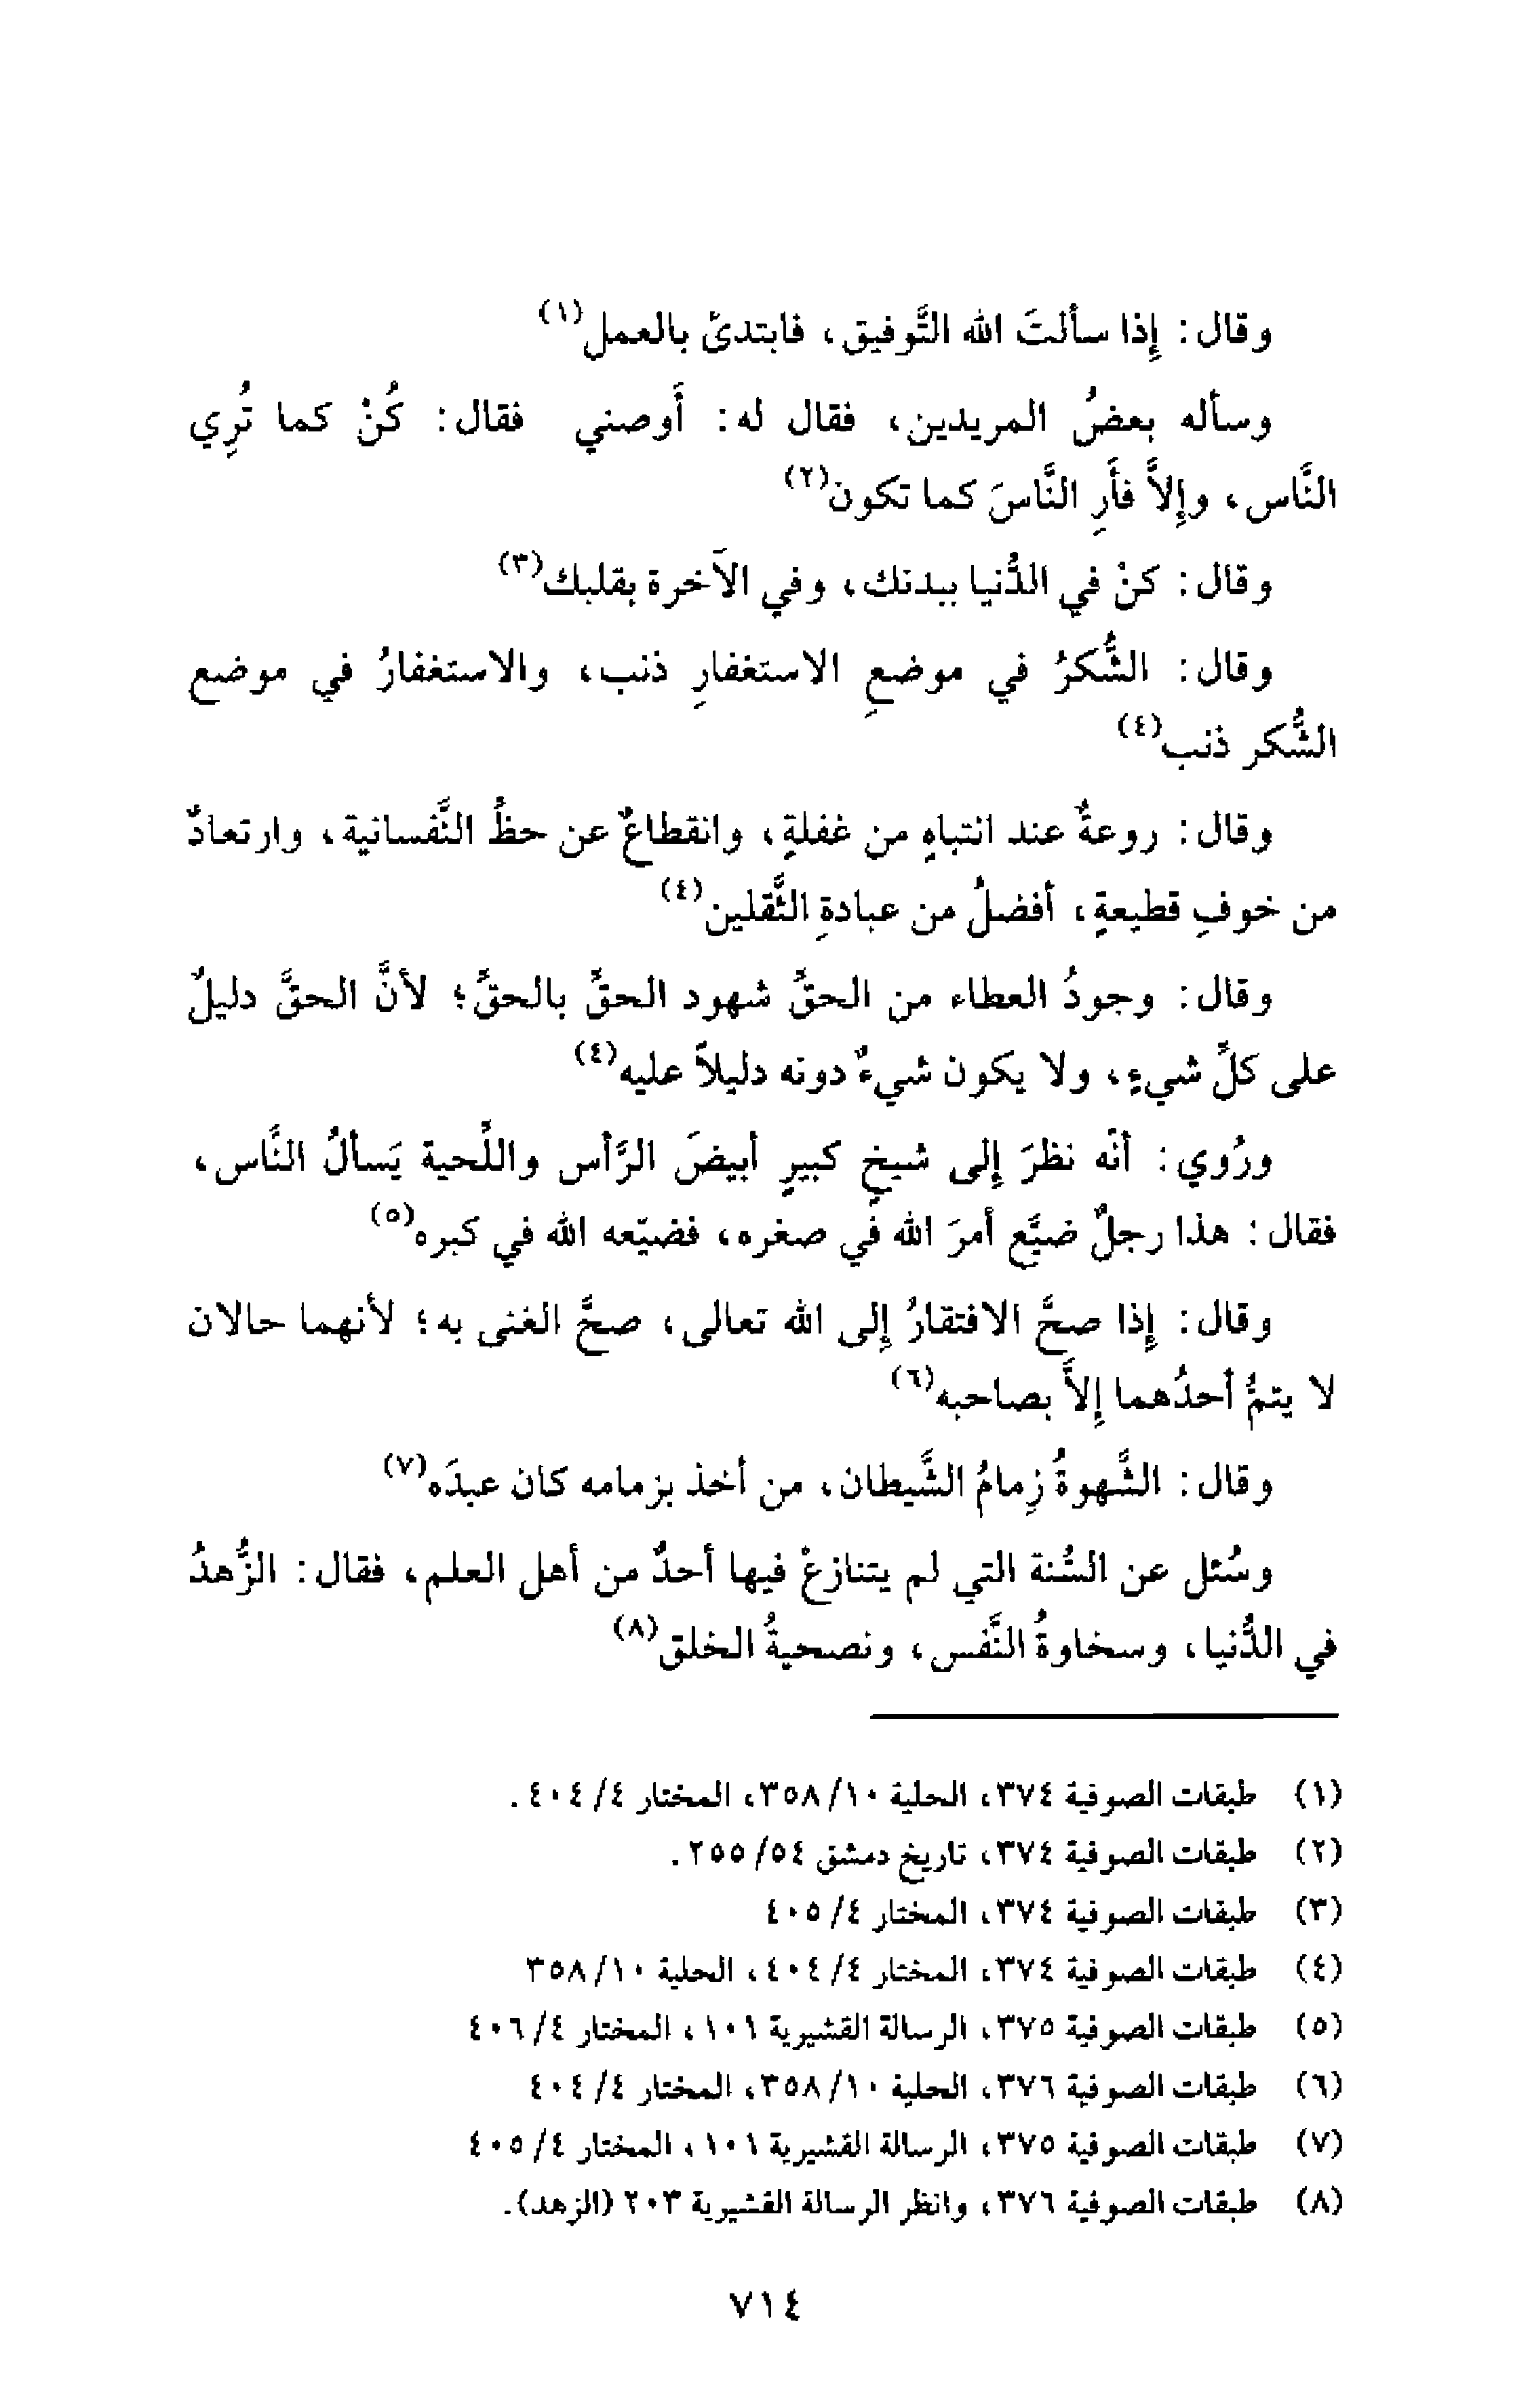 وقال: إذا سألتَ الله التَّوفيق، فابتدئْ بالعمل(١)
وسأله بعضُ المريدين، فقال له: أَوصني فقال: كُنْ كما تُرِي
النَّاس، وإلاَّ فأَرِ النَّاسَ كما تكون(٢)
وقال: كنْ في الدُّنيا ببدنك، وفي الآخرة بقلبك(٣)
وقال: الشُّكرُ في موضعِ الاستغفارِ ذنب، والاستغفارُ في موضع
الشُّكر ذنب(٤)
وقال: روعةٌ عند انتباهٍ من غفلةٍ، وانقطاعٌ عن حظِّ النَّفسانية، وارتعادٌ
من خوفِ قطيعةٍ، أفضلُ من عبادةِ الثَّقلين(٤)
وقال: وجودُ العطاء من الحقِّ شهود الحقِّ بالحقِّ؛ لأنَّ الحقَّ دليلٌ
على كلِّ شيءٍ، ولا يكون شيءٌ دونه دليلاً عليه(٤)
ورُوي: أنّه نظرَ إلى شيخٍ كبيرٍ أبيضَ الرَّأس واللِّحية يَسألُ النَّاس،
فقال: هذا رجلٌ ضيَّع أمرَ الله في صغره، فضيّعه الله في كبره(٥)
وقال: إذا صحَّ الافتقارُ إلى الله تعالى، صحَّ الغنى به؛ لأنهما حالان
لا يتمُّ أحدُهما إلاَّ بصاحبه(٦)
وقال: الشَّهوةُ زِمامُ الشَّيطان، من أخذ بزمامه كان عبدَه(٧)
وسُئل عن السُّنة التي لم يتنازعْ فيها أحدٌ من أهل العلم، فقال: الزُّهدُ
في الدُّنيا، وسخاوةُ النَّفس، ونصحيةُ الخلق(٨)
(١) طبقات الصوفية ٣٧٤، الحلية ٣٥٨/١٠، المختار ٤٠٤/٤.
(٢) طبقات الصوفية ٣٧٤، تاريخ دمشق ٢٥٥/٥٤.
(٣) طبقات الصوفية ٣٧٤، المختار ٤٠٥/٤
(٤) طبقات الصوفية ٣٧٤، المختار ٤٠٤/٤، الحلية ٣٥٨/١٠
(٥) طبقات الصوفية ٣٧٥، الرسالة القشيرية ١٠١، المختار ٤٠٦/٤
(٦) طبقات الصوفية ٣٧٦، الحلية ٣٥٨/١٠، المختار ٤٠٤/٤
(٧) طبقات الصوفية ٣٧٥، الرسالة القشيرية ١٠١، المختار ٤٠٥/٤
(٨) طبقات الصوفية ٣٧٦، وانظر الرسالة القشيرية ٢٠٣ (الزهد).
٧١٤